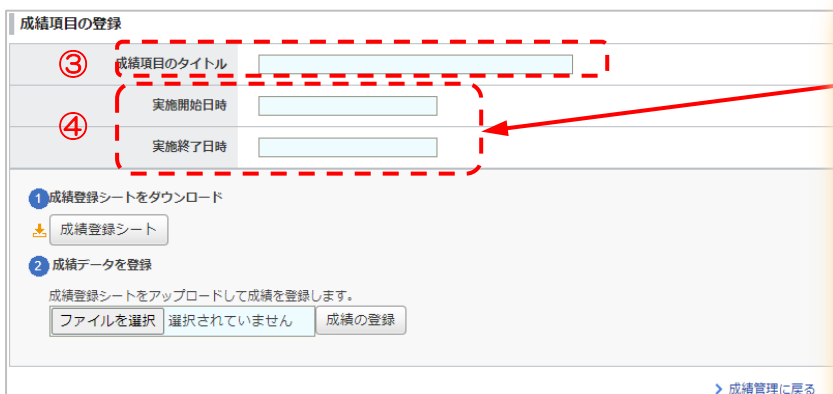 成績項目の登録
③ 成績項目のタイトル
④
実施開始日時
実施終了日時
1 成績登録シートをダウンロード
成績登録シート
2 成績データを登録
成績登録シートをアップロードして成績を登録します。
ファイルを選択 選択されていません 成績の登録
> 成績管理に戻る